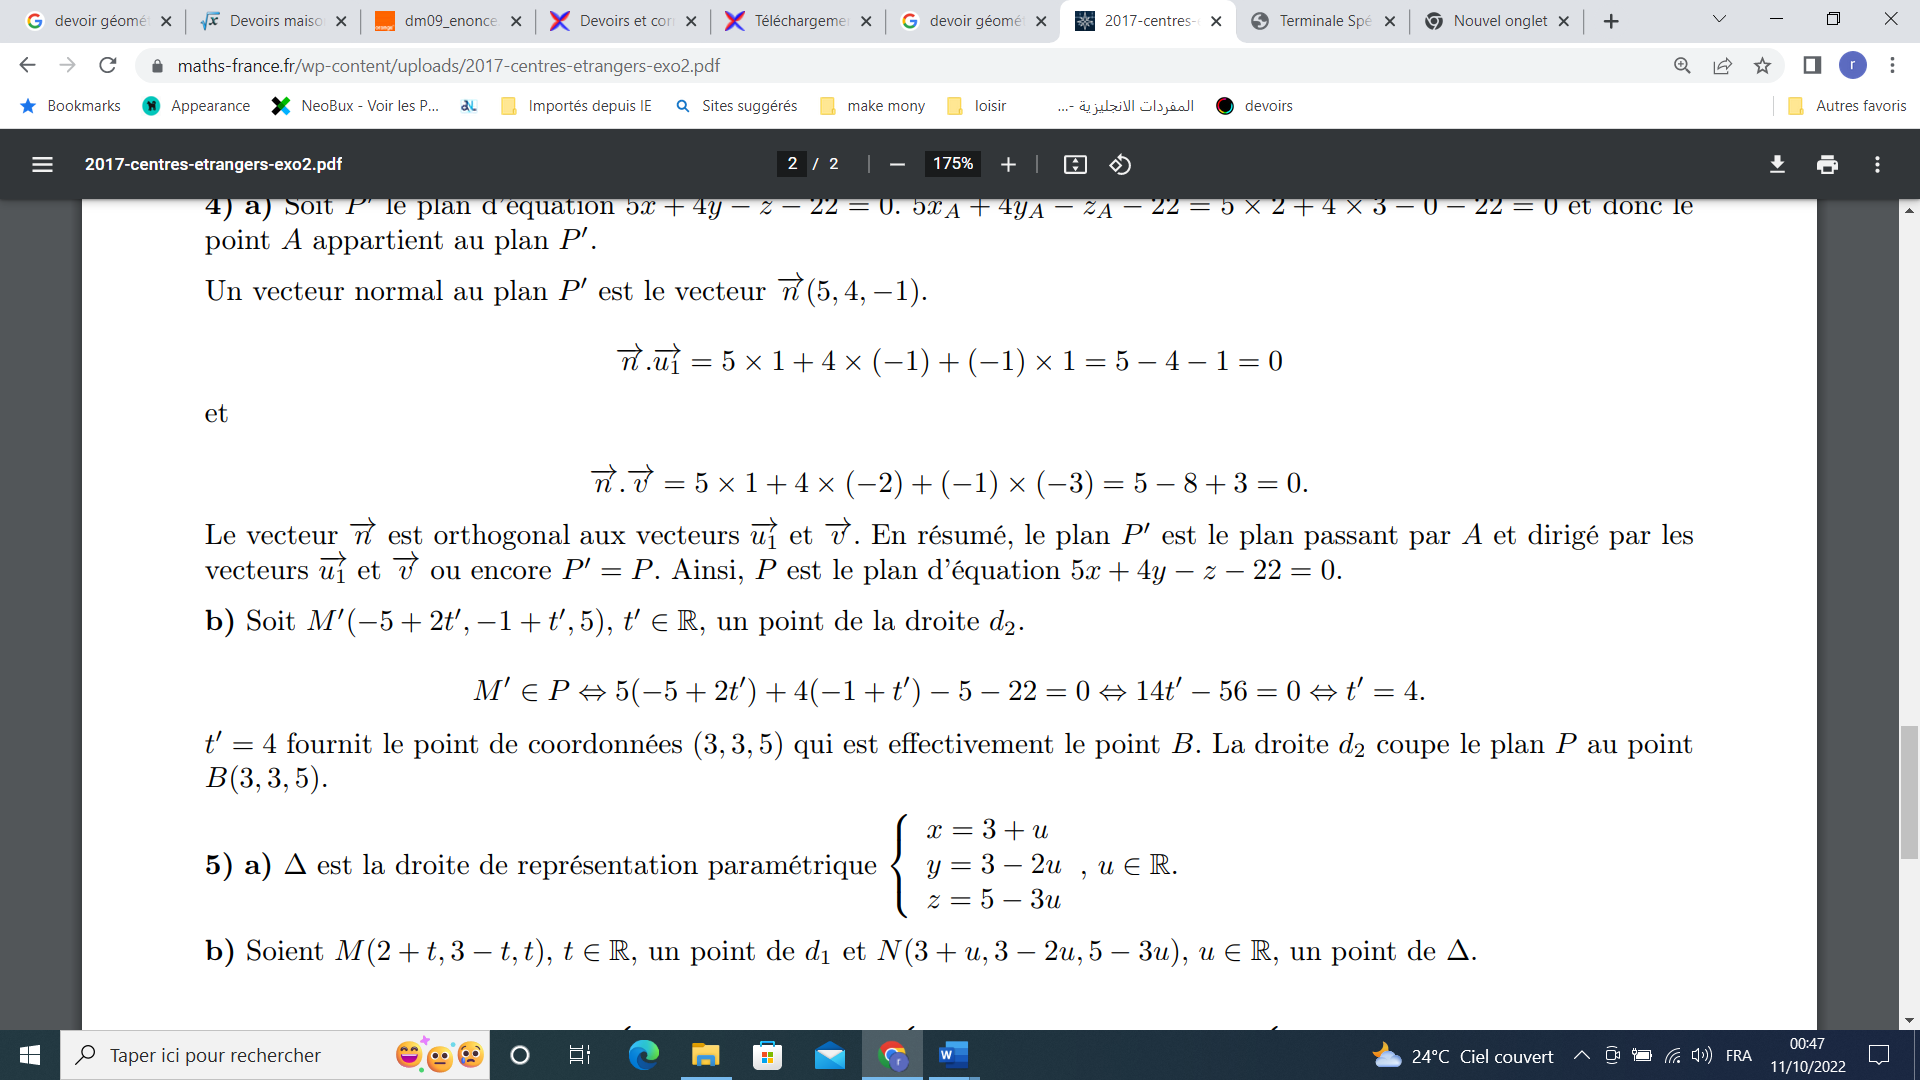 devoir géomé
Devoirs maiso
dm09_enonce
Devoirs et cor
Téléchargeme
devoir géomé
2017-centres-
Terminale Spé
Nouvel onglet
maths-france.fr/wp-content/uploads/2017-centres-etrangers-exo2.pdf
r
Bookmarks
Appearance
NeoBux - Voir les P...
Importés depuis IE
Sites suggérés
make mony
loisir
المفردات الانجليزية -...
devoirs
Autres favoris
2017-centres-etrangers-exo2.pdf
2 / 2
175%
4) a) Soit P′ le plan d'équation 5x + 4y − z − 22 = 0. 5x_A + 4y_A − z_A − 22 = 5 × 2 + 4 × 3 − 0 − 22 = 0 et donc le
point A appartient au plan P′.
Un vecteur normal au plan P′ est le vecteur n⃗(5, 4, −1).
n⃗.u₁⃗ = 5 × 1 + 4 × (−1) + (−1) × 1 = 5 − 4 − 1 = 0
et
n⃗.v⃗ = 5 × 1 + 4 × (−2) + (−1) × (−3) = 5 − 8 + 3 = 0.
Le vecteur n⃗ est orthogonal aux vecteurs u₁⃗ et v⃗. En résumé, le plan P′ est le plan passant par A et dirigé par les
vecteurs u₁⃗ et v⃗ ou encore P′ = P. Ainsi, P est le plan d'équation 5x + 4y − z − 22 = 0.
b) Soit M′(−5 + 2t′, −1 + t′, 5), t′ ∈ ℝ, un point de la droite d₂.
M′ ∈ P ⇔ 5(−5 + 2t′) + 4(−1 + t′) − 5 − 22 = 0 ⇔ 14t′ − 56 = 0 ⇔ t′ = 4.
t′ = 4 fournit le point de coordonnées (3, 3, 5) qui est effectivement le point B. La droite d₂ coupe le plan P au point
B(3, 3, 5).
x = 3 + u
5) a) Δ est la droite de représentation paramétrique { y = 3 − 2u , u ∈ ℝ.
z = 5 − 3u
b) Soient M(2 + t, 3 − t, t), t ∈ ℝ, un point de d₁ et N(3 + u, 3 − 2u, 5 − 3u), u ∈ ℝ, un point de Δ.
Taper ici pour rechercher
24°C Ciel couvert
FRA
00:47
11/10/2022